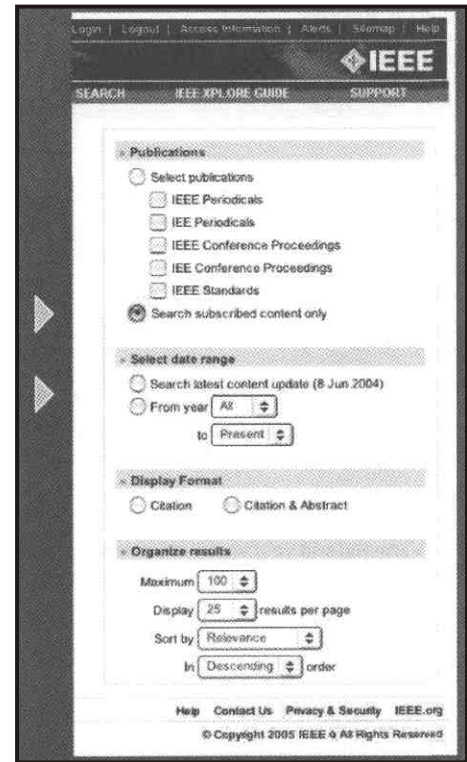 Login | Logout | Access Information | Alerts | Sitemap | Help
IEEE
SEARCH IEEE XPLORE GUIDE SUPPORT
» Publications
Select publications
IEEE Periodicals
IEE Periodicals
IEEE Conference Proceedings
IEE Conference Proceedings
IEEE Standards
Search subscribed content only
» Select date range
Search latest content update (8 Jun 2004)
From year All
to Present
» Display Format
Citation Citation & Abstract
» Organize results
Maximum 100
Display 25 results per page
Sort by Relevance
In Descending order
Help Contact Us Privacy & Security IEEE.org
© Copyright 2005 IEEE – All Rights Reserved